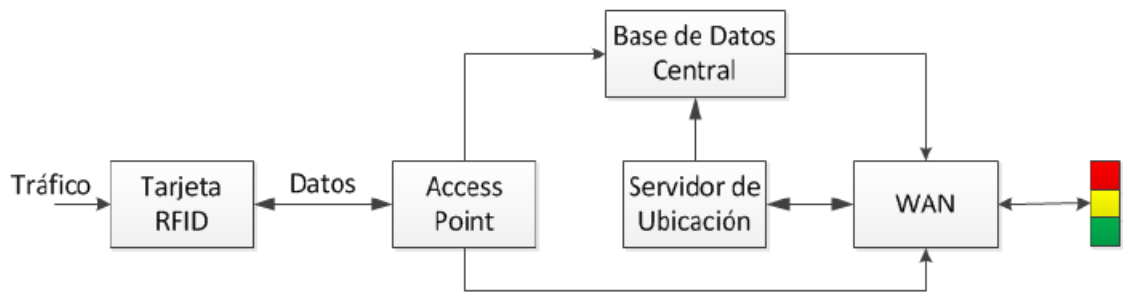 Base de Datos
Central
Tráfico
Tarjeta
RFID
Datos
Access
Point
Servidor de
Ubicación
WAN